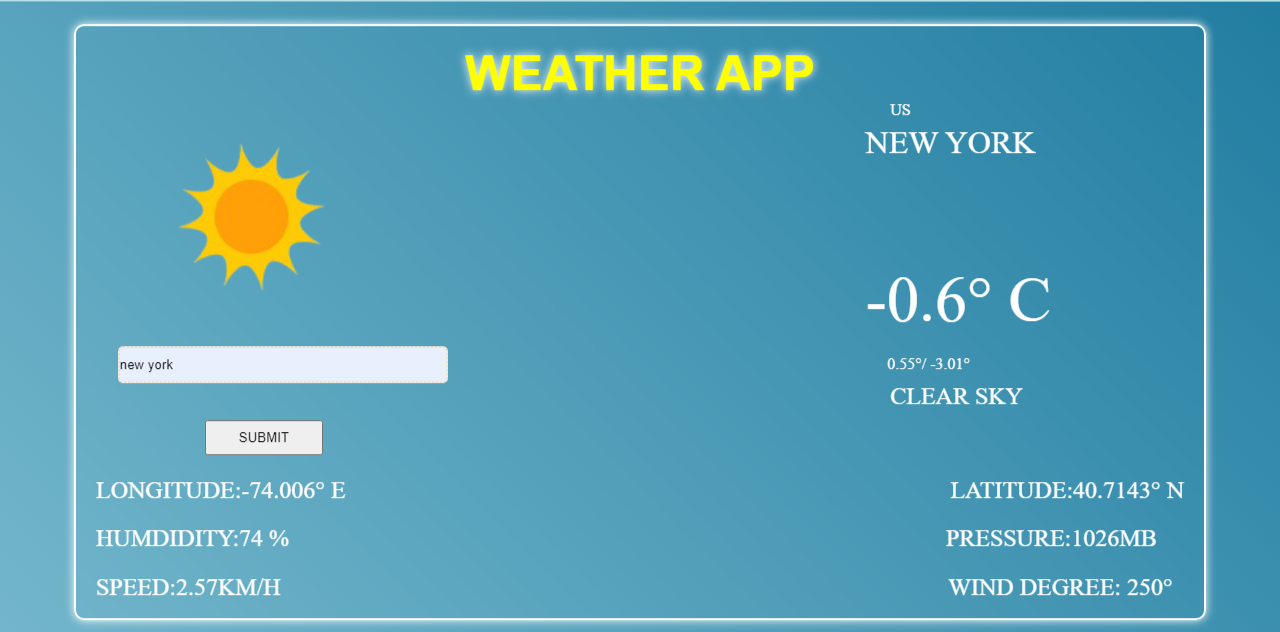 WEATHER APP
US
NEW YORK
-0.6° C
new york
0.55°/ -3.01°
CLEAR SKY
SUBMIT
LONGITUDE:-74.006° E
LATITUDE:40.7143° N
HUMDIDITY:74 %
PRESSURE:1026MB
SPEED:2.57KM/H
WIND DEGREE: 250°